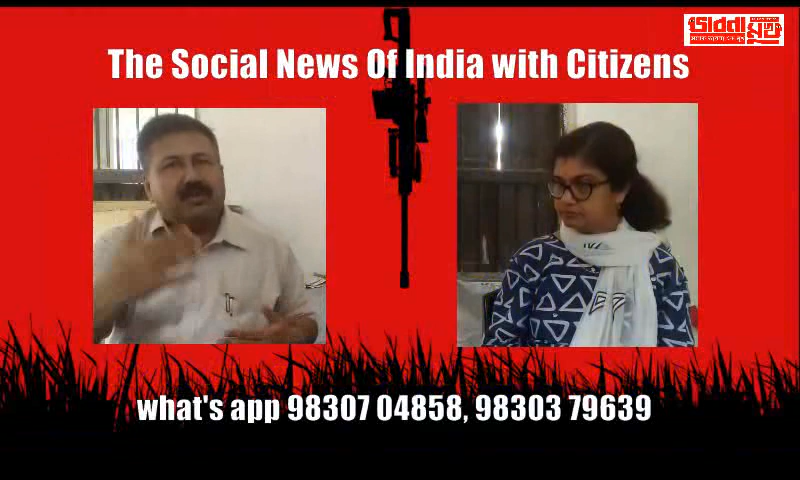 The Social News Of India with Citizens
what's app 98307 04858, 98303 79639